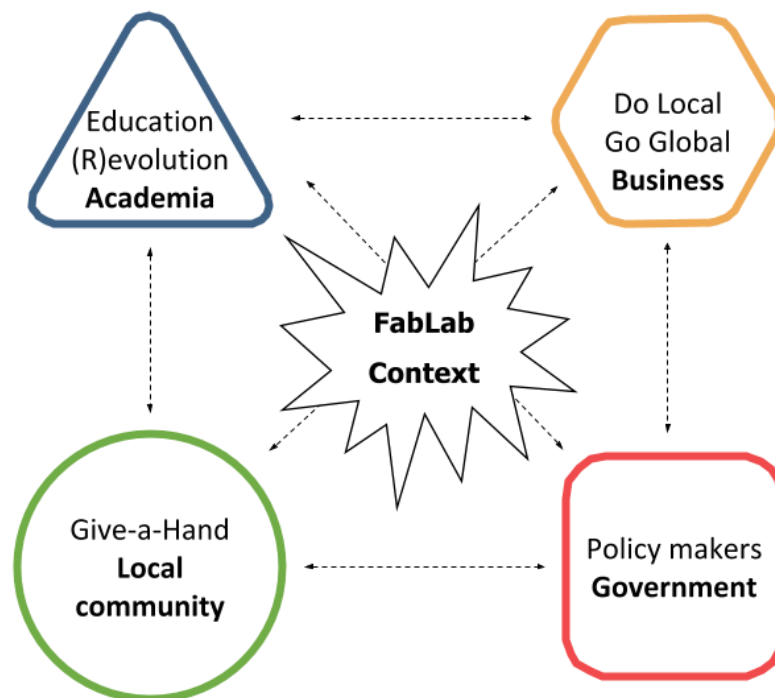 Education
(R)evolution
Academia
Do Local
Go Global
Business
FabLab
Context
Give-a-Hand
Local
community
Policy makers
Government